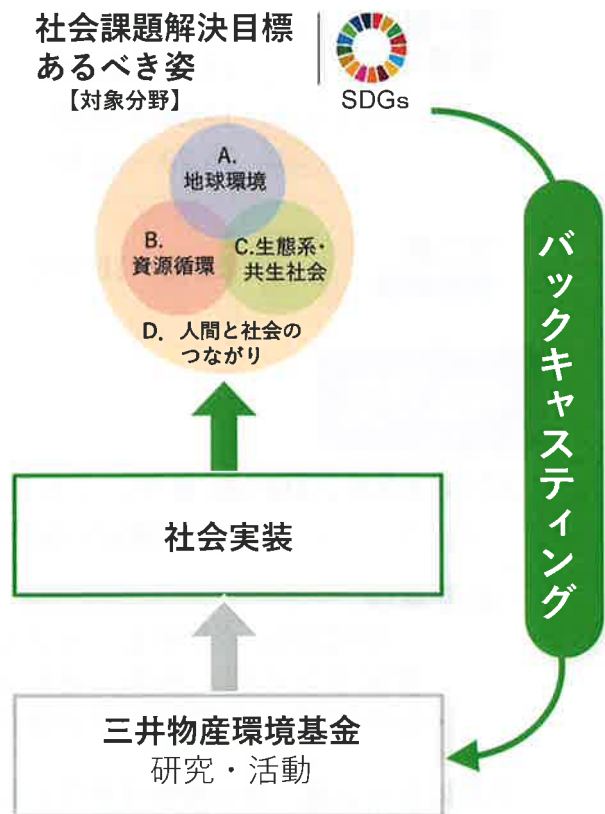 社会課題解決目標
あるべき姿
【対象分野】
SDGs
A.
地球環境
B.
資源循環
C.生態系・
共生社会
D. 人間と社会の
つながり
バックキャスティング
社会実装
三井物産環境基金
研究・活動